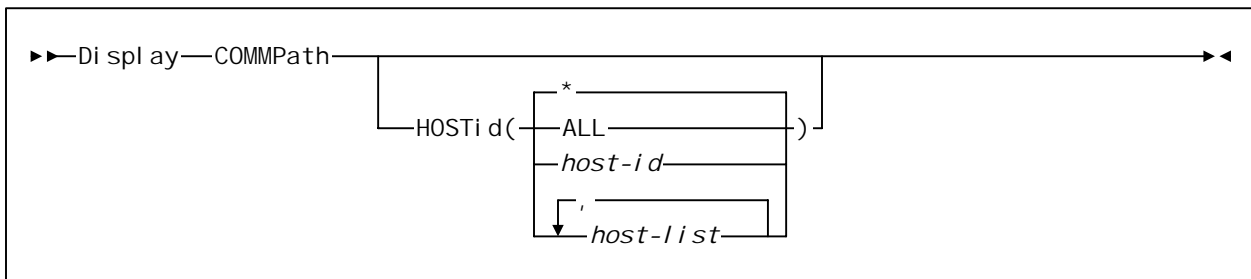 Display COMMPath
*
HOSTid( ALL )
host-id
,
host-list